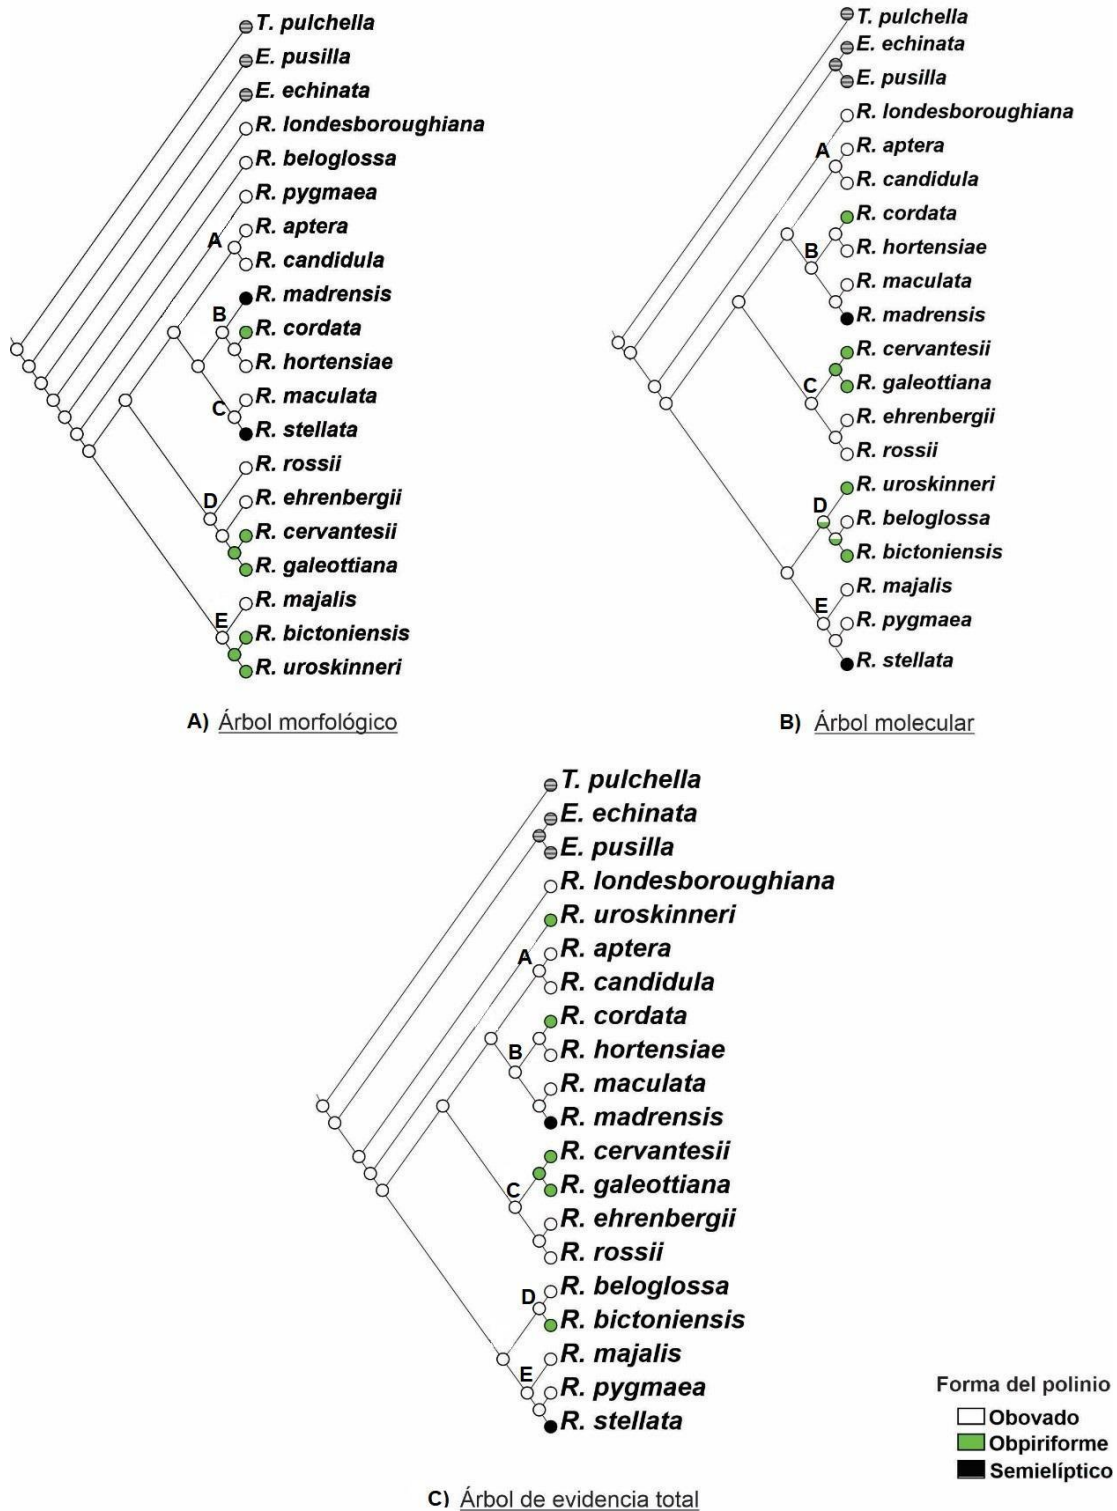 T. pulchella
E. pusilla
E. echinata
R. londesboroughiana
R. beloglossa
R. pygmaea
R. aptera
A
R. candidula
R. madrensis
B
R. cordata
R. hortensiae
R. maculata
C
R. stellata
R. rossii
D
R. ehrenbergii
R. cervantesii
R. galeottiana
R. majalis
E
R. bictoniensis
R. uroskinneri
A) Árbol morfológico
T. pulchella
E. echinata
E. pusilla
R. londesboroughiana
A
R. aptera
R. candidula
R. cordata
B
R. hortensiae
R. maculata
R. madrensis
R. cervantesii
C
R. galeottiana
R. ehrenbergii
R. rossii
R. uroskinneri
D
R. beloglossa
R. bictoniensis
R. majalis
E
R. pygmaea
R. stellata
B) Árbol molecular
T. pulchella
E. echinata
E. pusilla
R. londesboroughiana
R. uroskinneri
A
R. aptera
R. candidula
R. cordata
B
R. hortensiae
R. maculata
R. madrensis
R. cervantesii
C
R. galeottiana
R. ehrenbergii
R. rossii
R. beloglossa
D
R. bictoniensis
R. majalis
E
R. pygmaea
R. stellata
C) Árbol de evidencia total
Forma del polinio
Obovado
Obpiriforme
Semielíptico